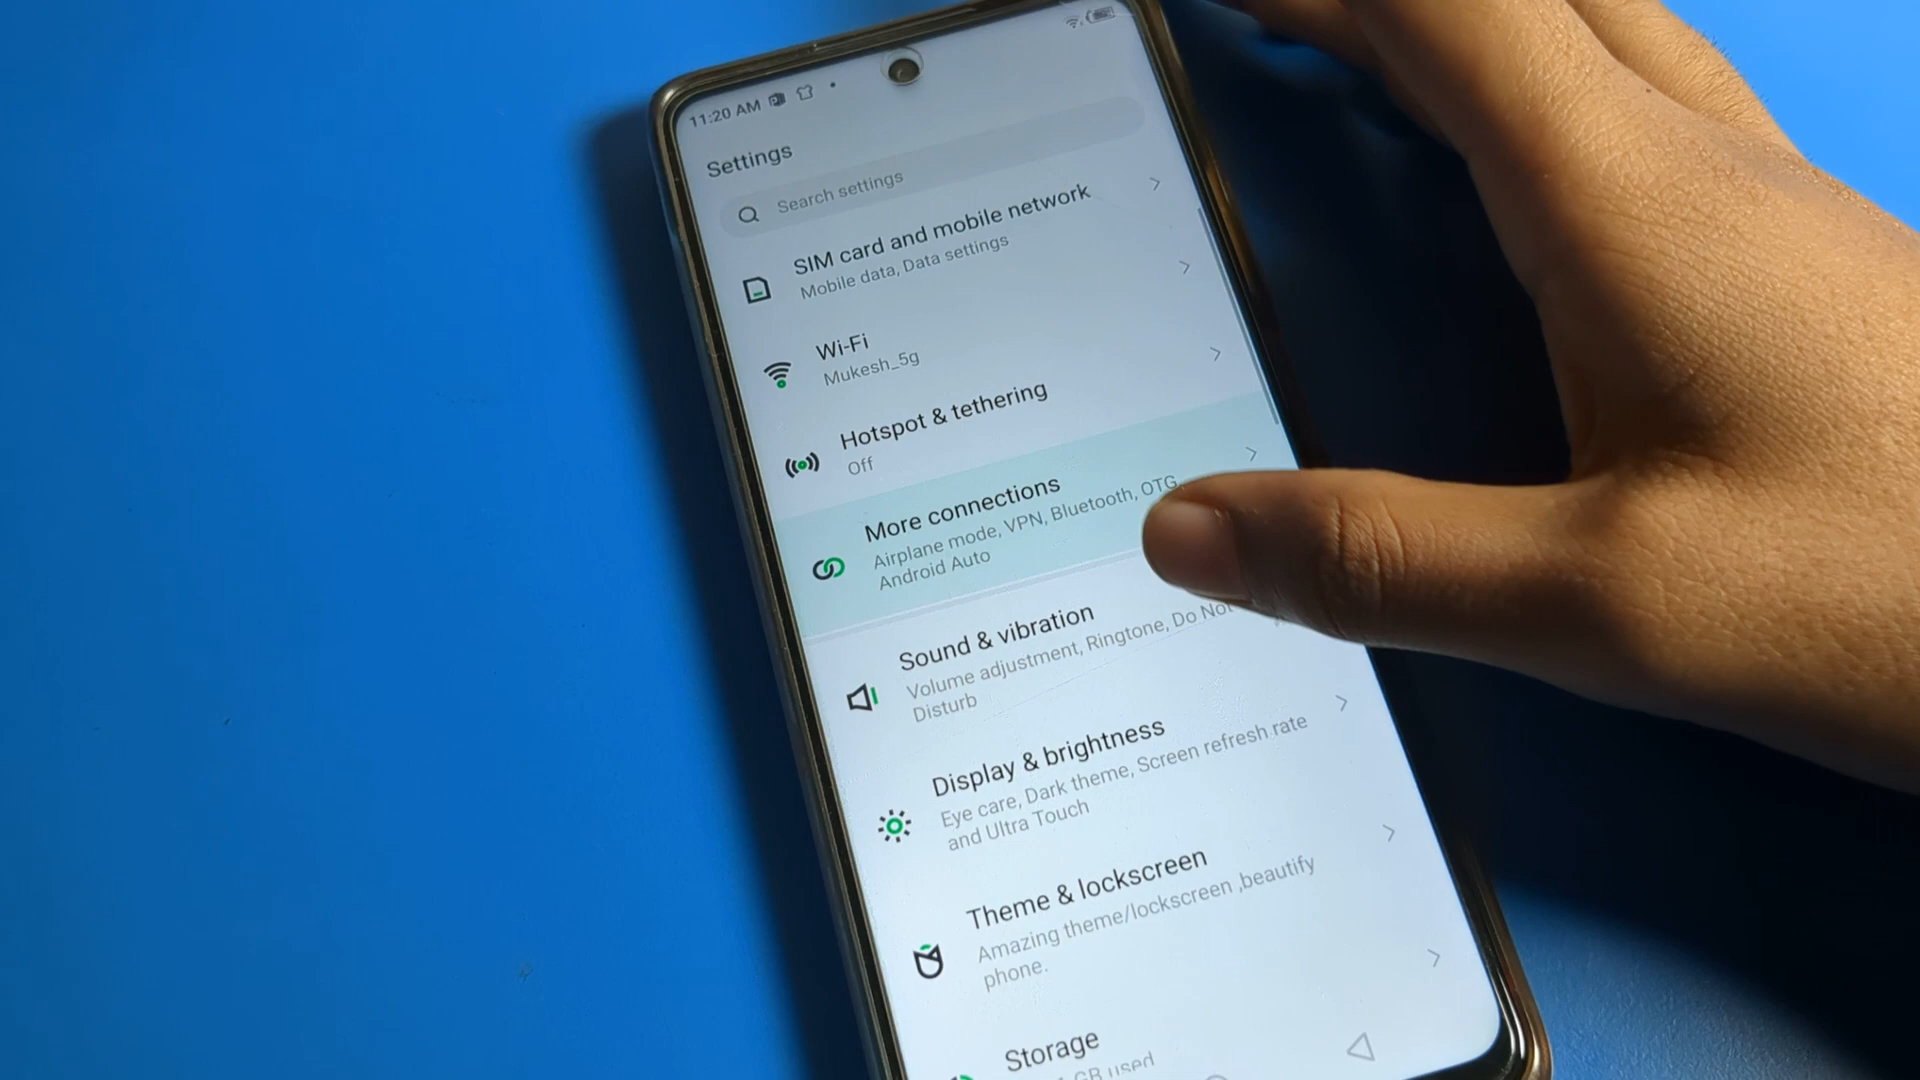 11:20 AM
Settings
Search settings
SIM card and mobile network
Mobile data, Data settings
Wi-Fi
Mukesh_5g
Hotspot & tethering
Off
More connections
Airplane mode, VPN, Bluetooth, OTG,
Android Auto
Sound & vibration
Volume adjustment, Ringtone, Do Not
Disturb
Display & brightness
Eye care, Dark theme, Screen refresh rate
and Ultra Touch
Theme & lockscreen
Amazing theme/lockscreen ,beautify
phone.
Storage
GB used